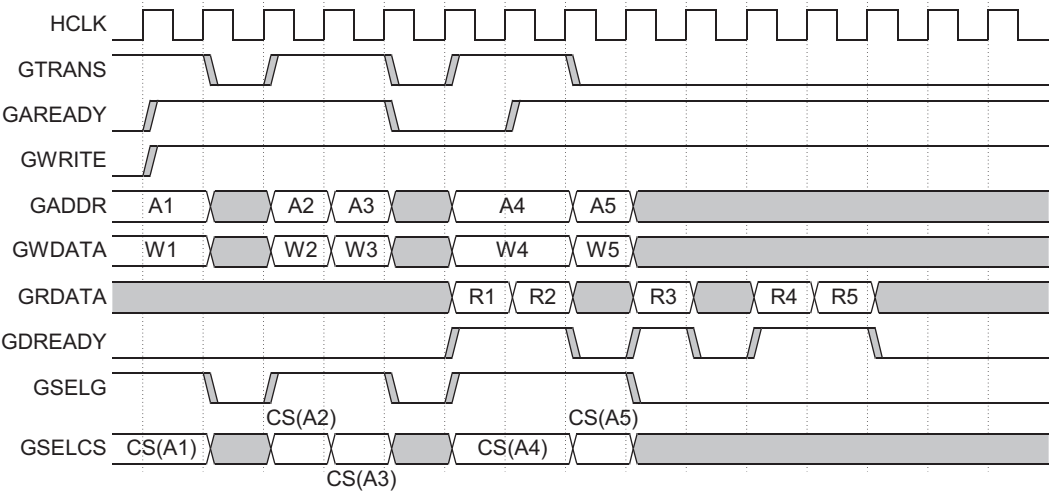 HCLK
GTRANS
GAREADY
GWRITE
GADDR A1 A2 A3 A4 A5
GWDATA W1 W2 W3 W4 W5
GRDATA R1 R2 R3 R4 R5
GDREADY
GSELG
CS(A2) CS(A5)
GSELCS CS(A1) CS(A4)
CS(A3)